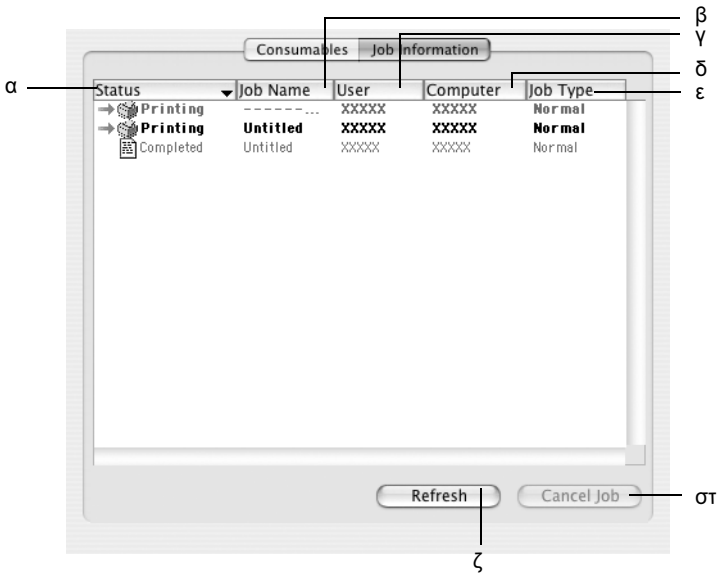 β
γ
Consumables Job Information
δ
α Status Job Name User Computer Job Type ε
Printing ------... XXXXX XXXXX Normal
Printing Untitled XXXXX XXXXX Normal
Completed Untitled XXXXX XXXXX Normal
Refresh Cancel Job στ
ζ